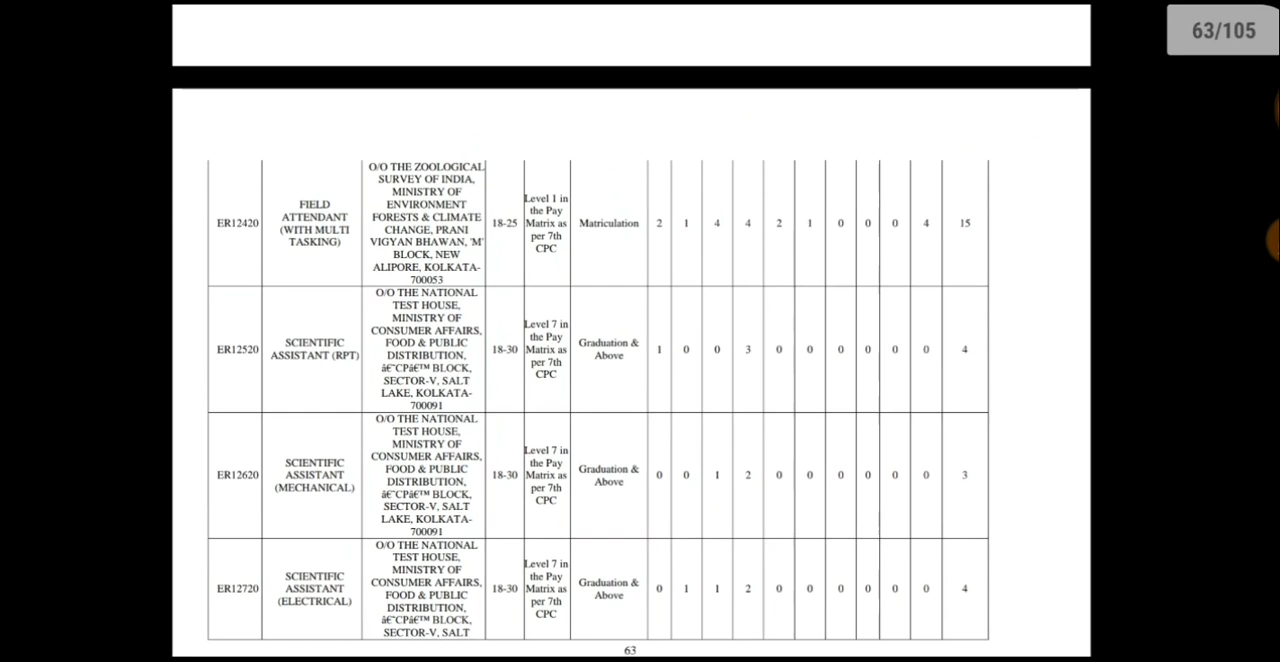 63/105
O/O THE ZOOLOGICAL
SURVEY OF INDIA,
MINISTRY OF
ENVIRONMENT
FORESTS & CLIMATE
CHANGE, PRANI
VIGYAN BHAWAN, 'M'
BLOCK, NEW
ALIPORE, KOLKATA-
700053
ER12420
FIELD
ATTENDANT
(WITH MULTI
TASKING)
18-25
Level 1 in
the Pay
Matrix as
per 7th
CPC
Matriculation
2 1 4 4 2 1 0 0 0 4 15
ER12520
SCIENTIFIC
ASSISTANT (RPT)
O/O THE NATIONAL
TEST HOUSE,
MINISTRY OF
CONSUMER AFFAIRS,
FOOD & PUBLIC
DISTRIBUTION,
â€˜CPâ€™ BLOCK,
SECTOR-V, SALT
LAKE, KOLKATA-
700091
18-30
Level 7 in
the Pay
Matrix as
per 7th
CPC
Graduation &
Above
1 0 0 3 0 0 0 0 0 0 4
ER12620
SCIENTIFIC
ASSISTANT
(MECHANICAL)
O/O THE NATIONAL
TEST HOUSE,
MINISTRY OF
CONSUMER AFFAIRS,
FOOD & PUBLIC
DISTRIBUTION,
â€˜CPâ€™ BLOCK,
SECTOR-V, SALT
LAKE, KOLKATA-
700091
18-30
Level 7 in
the Pay
Matrix as
per 7th
CPC
Graduation &
Above
0 0 1 2 0 0 0 0 0 0 3
ER12720
SCIENTIFIC
ASSISTANT
(ELECTRICAL)
O/O THE NATIONAL
TEST HOUSE,
MINISTRY OF
CONSUMER AFFAIRS,
FOOD & PUBLIC
DISTRIBUTION,
â€˜CPâ€™ BLOCK,
SECTOR-V, SALT
18-30
Level 7 in
the Pay
Matrix as
per 7th
CPC
Graduation &
Above
0 1 1 2 0 0 0 0 0 0 4
63